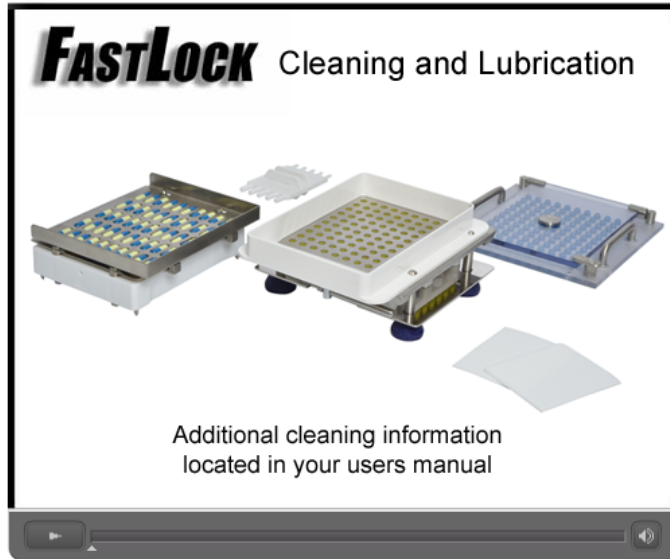 FASTLOCK Cleaning and Lubrication
Additional cleaning information
located in your users manual